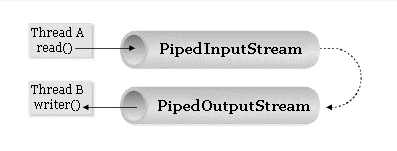 Thread A
read()
PipedInputStream
Thread B
writer()
PipedOutputStream